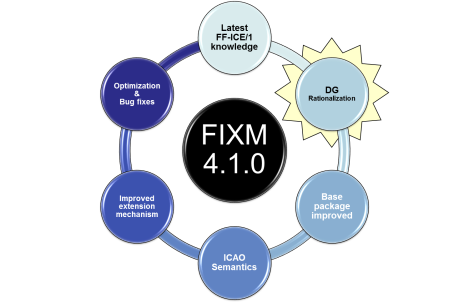 Latest
FF-ICE/1
knowledge
DG
Rationalization
Base
package
improved
ICAO
Semantics
Improved
extension
mechanism
Optimization
&
Bug fixes
FIXM
4.1.0